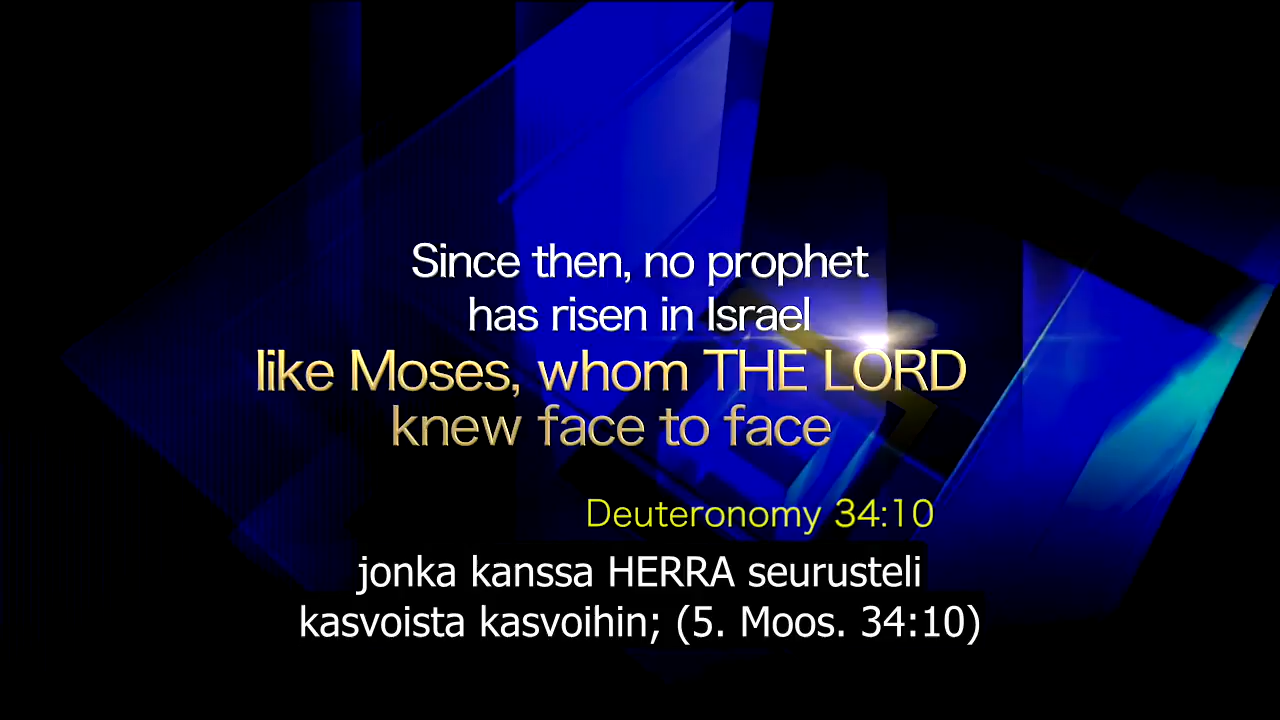 Since then, no prophet
has risen in Israel
like Moses, whom THE LORD
knew face to face
Deuteronomy 34:10
jonka kanssa HERRA seurusteli
kasvoista kasvoihin; (5. Moos. 34:10)